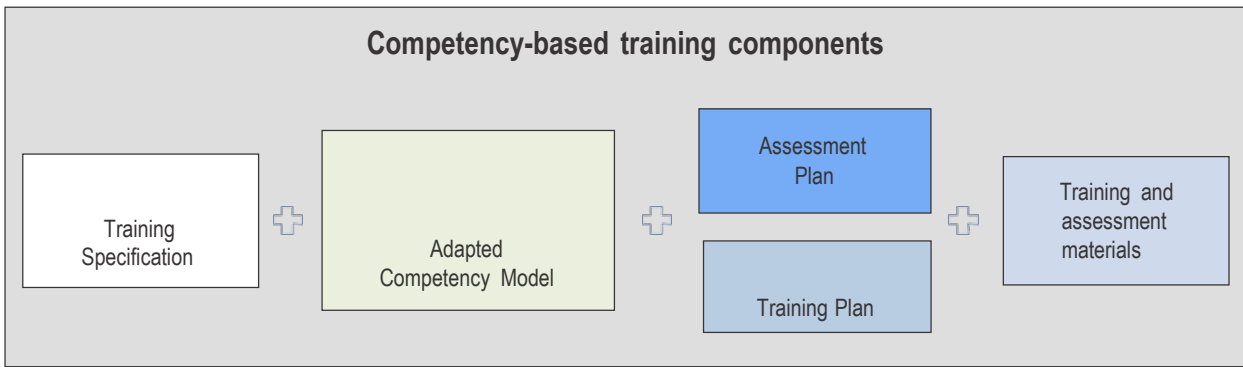 Competency-based training components
Training
Specification
Adapted
Competency Model
Assessment
Plan
Training Plan
Training and
assessment
materials